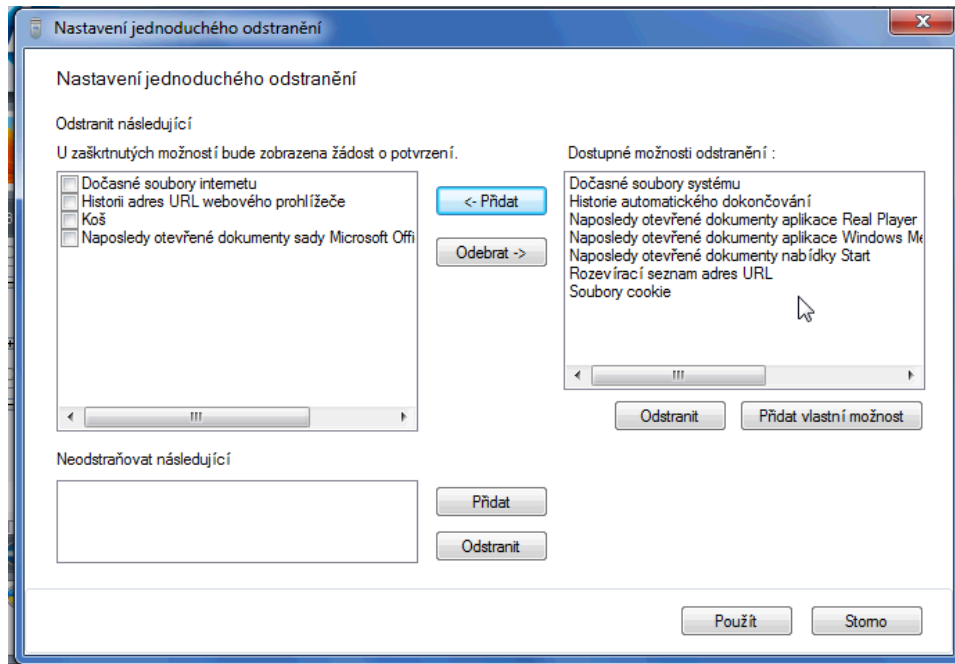 Nastavení jednoduchého odstranění
Nastavení jednoduchého odstranění
Odstranit následující
U zaškrtnutých možností bude zobrazena žádost o potvrzení.
Dočasné soubory internetu
Historii adres URL webového prohlížeče
Koš
Naposledy otevřené dokumenty sady Microsoft Offi
<- Přidat
Odebrat ->
Dostupné možnosti odstranění :
Dočasné soubory systému
Historie automatického dokončování
Naposledy otevřené dokumenty aplikace Real Player
Naposledy otevřené dokumenty aplikace Windows Me
Naposledy otevřené dokumenty nabídky Start
Rozevírací seznam adres URL
Soubory cookie
Odstranit
Přidat vlastní možnost
Neodstraňovat následující
Přidat
Odstranit
Použít
Storno